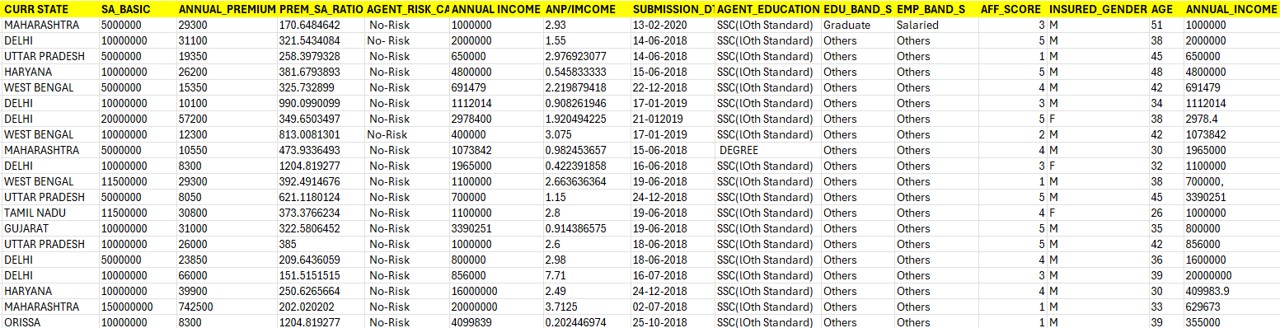 CURR STATE SA_BASIC ANNUAL_PREMIUM PREM_SA_RATIO AGENT_RISK_CA ANNUAL INCOME ANP/IMCOME SUBMISSION_DT AGENT_EDUCATION EDU_BAND_S EMP_BAND_S AFF_SCORE INSURED_GENDER AGE ANNUAL_INCOME
MAHARASHTRA 5000000 29300 170.6484642 No-Risk 1000000 2.93 13-02-2020 SSC(lOth Standard) Graduate Salaried 3 M 51 1000000
DELHI 10000000 31100 321.5434084 No- Risk 2000000 1.55 14-06-2018 SSC(lOth Standard) Others Others 5 M 38 2000000
UTTAR PRADESH 5000000 19350 258.3979328 No-Risk 650000 2.976923077 14-06-2018 SSC(lOth Standard) Others Others 1 M 45 650000
HARYANA 10000000 26200 381.6793893 No-Risk 4800000 0.545833333 15-06-2018 SSC(lOth Standard) Others Others 5 M 48 4800000
WEST BENGAL 5000000 15350 325.732899 No-Risk 691479 2.219879418 22-12-2018 SSC(lOth Standard) Others Others 4 M 42 691479
DELHI 10000000 10100 990.0990099 No-Risk 1112014 0.908261946 17-01-2019 SSC(lOth Standard) Others Others 3 M 34 1112014
DELHI 20000000 57200 349.6503497 No-Risk 2978400 1.920494225 21-012019 SSC(lOth Standard) Others Others 5 F 38 2978.4
WEST BENGAL 10000000 12300 813.0081301 No-Risk 400000 3.075 17-01-2019 SSC(lOth Standard) Others Others 2 M 42 1073842
MAHARASHTRA 5000000 10550 473.9336493 No-Risk 1073842 0.982453657 15-06-2018 DEGREE Others Others 4 M 30 1965000
DELHI 10000000 8300 1204.819277 No-Risk 1965000 0.422391858 16-06-2018 SSC(lOth Standard) Others Others 3 F 32 1100000
WEST BENGAL 11500000 29300 392.4914676 No-Risk 1100000 2.663636364 19-06-2018 SSC(lOth Standard) Others Others 1 M 38 700000,
UTTAR PRADESH 5000000 8050 621.1180124 No-Risk 700000 1.15 24-12-2018 SSC(lOth Standard) Others Others 5 M 45 3390251
TAMIL NADU 11500000 30800 373.3766234 No-Risk 1100000 2.8 19-06-2018 SSC(lOth Standard) Others Others 4 F 26 1000000
GUJARAT 10000000 31000 322.5806452 No-Risk 3390251 0.914386575 19-06-2018 SSC(lOth Standard) Others Others 5 M 35 800000
UTTAR PRADESH 10000000 26000 385 No-Risk 1000000 2.6 18-06-2018 SSC(lOth Standard) Others Others 5 M 42 856000
DELHI 5000000 23850 209.6436059 No-Risk 800000 2.98 18-06-2018 SSC(lOth Standard) Others Others 4 M 36 1600000
DELHI 10000000 66000 151.5151515 No-Risk 856000 7.71 16-07-2018 SSC(lOth Standard) Others Others 3 M 39 20000000
HARYANA 10000000 39900 250.6265664 No-Risk 16000000 2.49 24-12-2018 SSC(lOth Standard) Others Others 4 M 30 409983.9
MAHARASHTRA 150000000 742500 202.020202 No-Risk 20000000 3.7125 02-07-2018 SSC(lOth Standard) Others Others 1 M 33 629673
ORISSA 10000000 8300 1204.819277 No-Risk 4099839 0.202446974 25-10-2018 SSC(lOth Standard) Others Others 1 M 39 355000